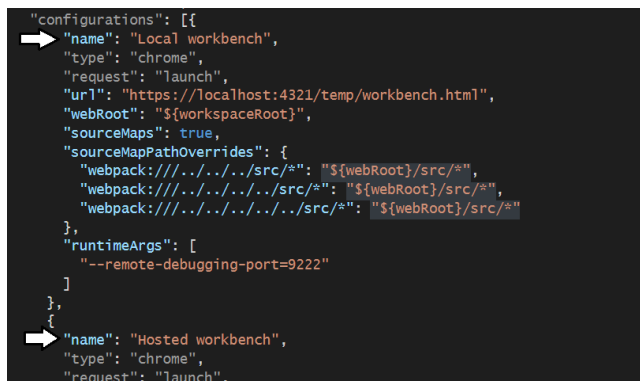 "configurations": [{
"name": "Local workbench",
"type": "chrome",
"request": "launch",
"url": "https://localhost:4321/temp/workbench.html",
"webRoot": "${workspaceRoot}",
"sourceMaps": true,
"sourceMapPathOverrides": {
"webpack:///../../../src/*": "${webRoot}/src/*",
"webpack:///../../../../src/*": "${webRoot}/src/*",
"webpack:///../../../../../src/*": "${webRoot}/src/*"
},
"runtimeArgs": [
"--remote-debugging-port=9222"
]
},
{
"name": "Hosted workbench",
"type": "chrome",
"request": "launch",